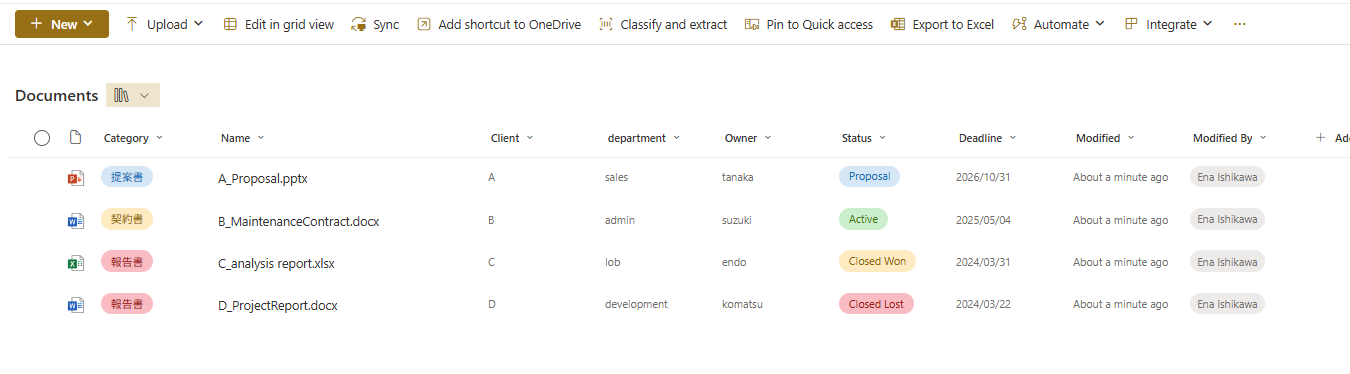 New Upload Edit in grid view Sync Add shortcut to OneDrive Classify and extract Pin to Quick access Export to Excel Automate Integrate ...
Documents
Category Name Client department Owner Status Deadline Modified Modified By
提案書 A_Proposal.pptx A sales tanaka Proposal 2026/10/31 About a minute ago Ena Ishikawa
契約書 B_MaintenanceContract.docx B admin suzuki Active 2025/05/04 About a minute ago Ena Ishikawa
報告書 C_analysis report.xlsx C lob endo Closed Won 2024/03/31 About a minute ago Ena Ishikawa
報告書 D_ProjectReport.docx D development komatsu Closed Lost 2024/03/22 About a minute ago Ena Ishikawa